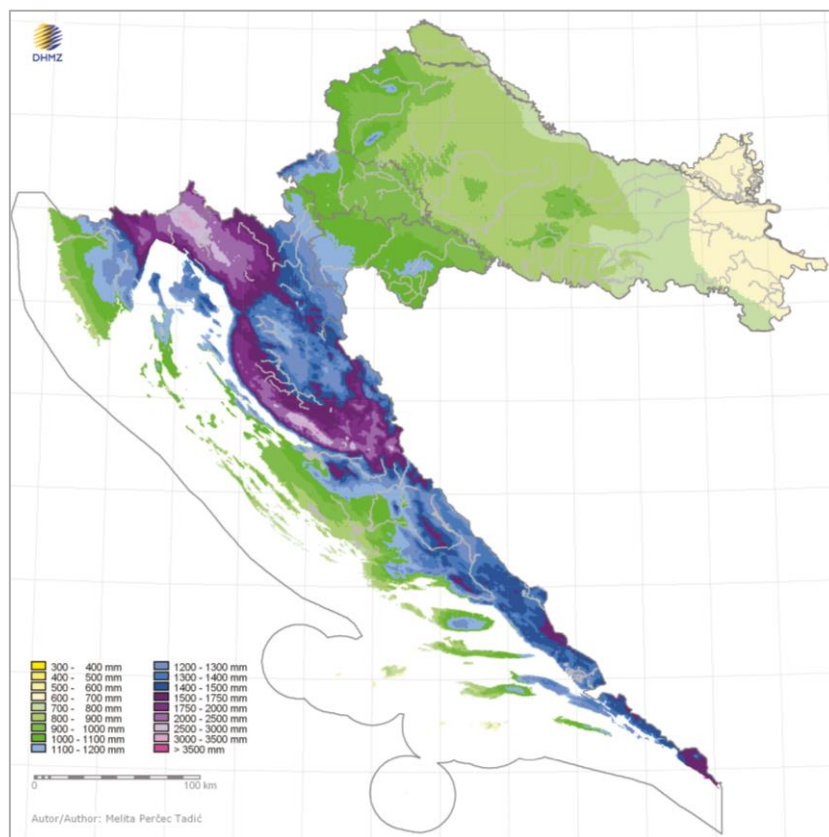 DHMZ
300 - 400 mm
400 - 500 mm
500 - 600 mm
600 - 700 mm
700 - 800 mm
800 - 900 mm
900 - 1000 mm
1000 - 1100 mm
1100 - 1200 mm
1200 - 1300 mm
1300 - 1400 mm
1400 - 1500 mm
1500 - 1750 mm
1750 - 2000 mm
2000 - 2500 mm
2500 - 3000 mm
3000 - 3500 mm
> 3500 mm
0 100 km
Autor/Author: Melita Perčec Tadić